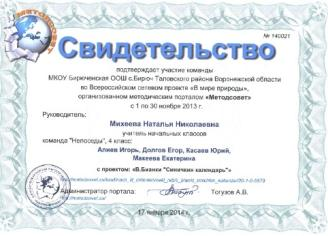 № 140021
Свидетельство
подтверждает участие команды
МКОУ Бирюченская ООШ с.Бирюч Таловского района Воронежской области
во Всероссийском сетевом проекте «В мире природы»,
организованном методическим порталом «Методсовет»
с 1 по 30 ноября 2013 г.
Руководитель:
Михеева Наталья Николаевна
учитель начальных классов
команда "Непоседы", 4 класс:
Алиев Игорь, Долгов Егор, Касаев Юрий,
Макеева Екатерина
с проектом: «В.Бианки "Синичкин календарь"»
Администратор портала: Тогузов А.В.
17 января 2014 г.